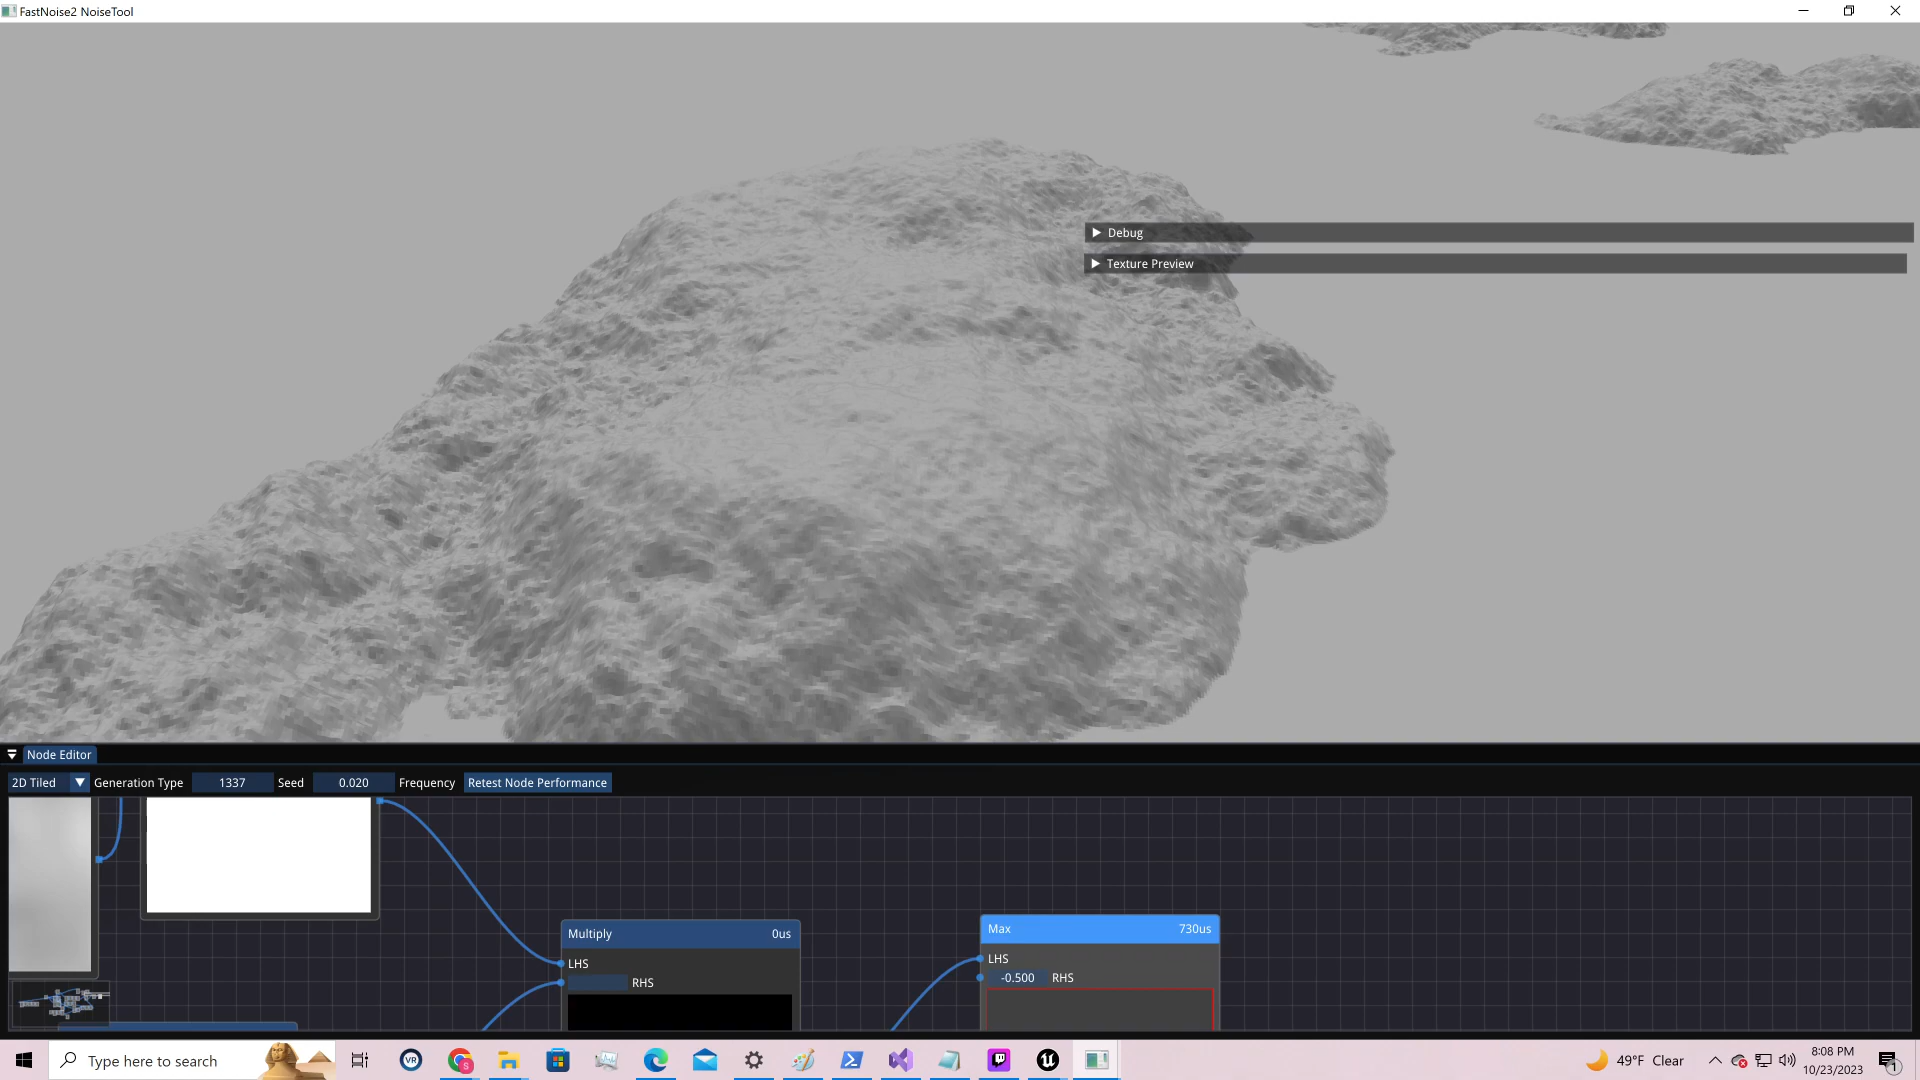 FastNoise2 NoiseTool
Debug
Texture Preview
Node Editor
2D Tiled Generation Type 1337 Seed 0.020 Frequency Retest Node Performance
Multiply 0us
LHS
RHS
Max 730us
LHS
-0.500 RHS
Type here to search
VR
S
49°F Clear
8:08 PM
10/23/2023
1